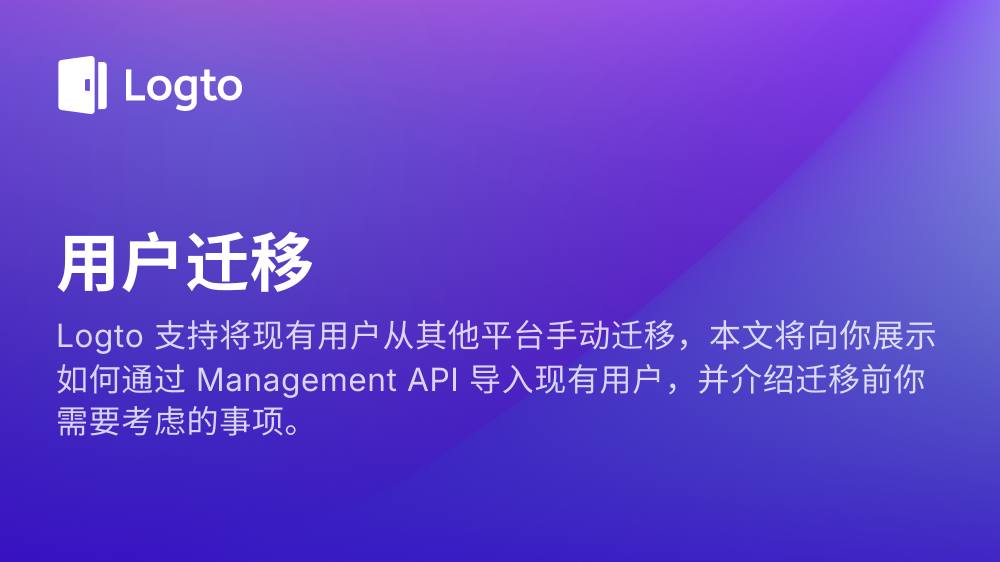 Logto
用户迁移
Logto 支持将现有用户从其他平台手动迁移，本文将向你展示
如何通过 Management API 导入现有用户，并介绍迁移前你
需要考虑的事项。